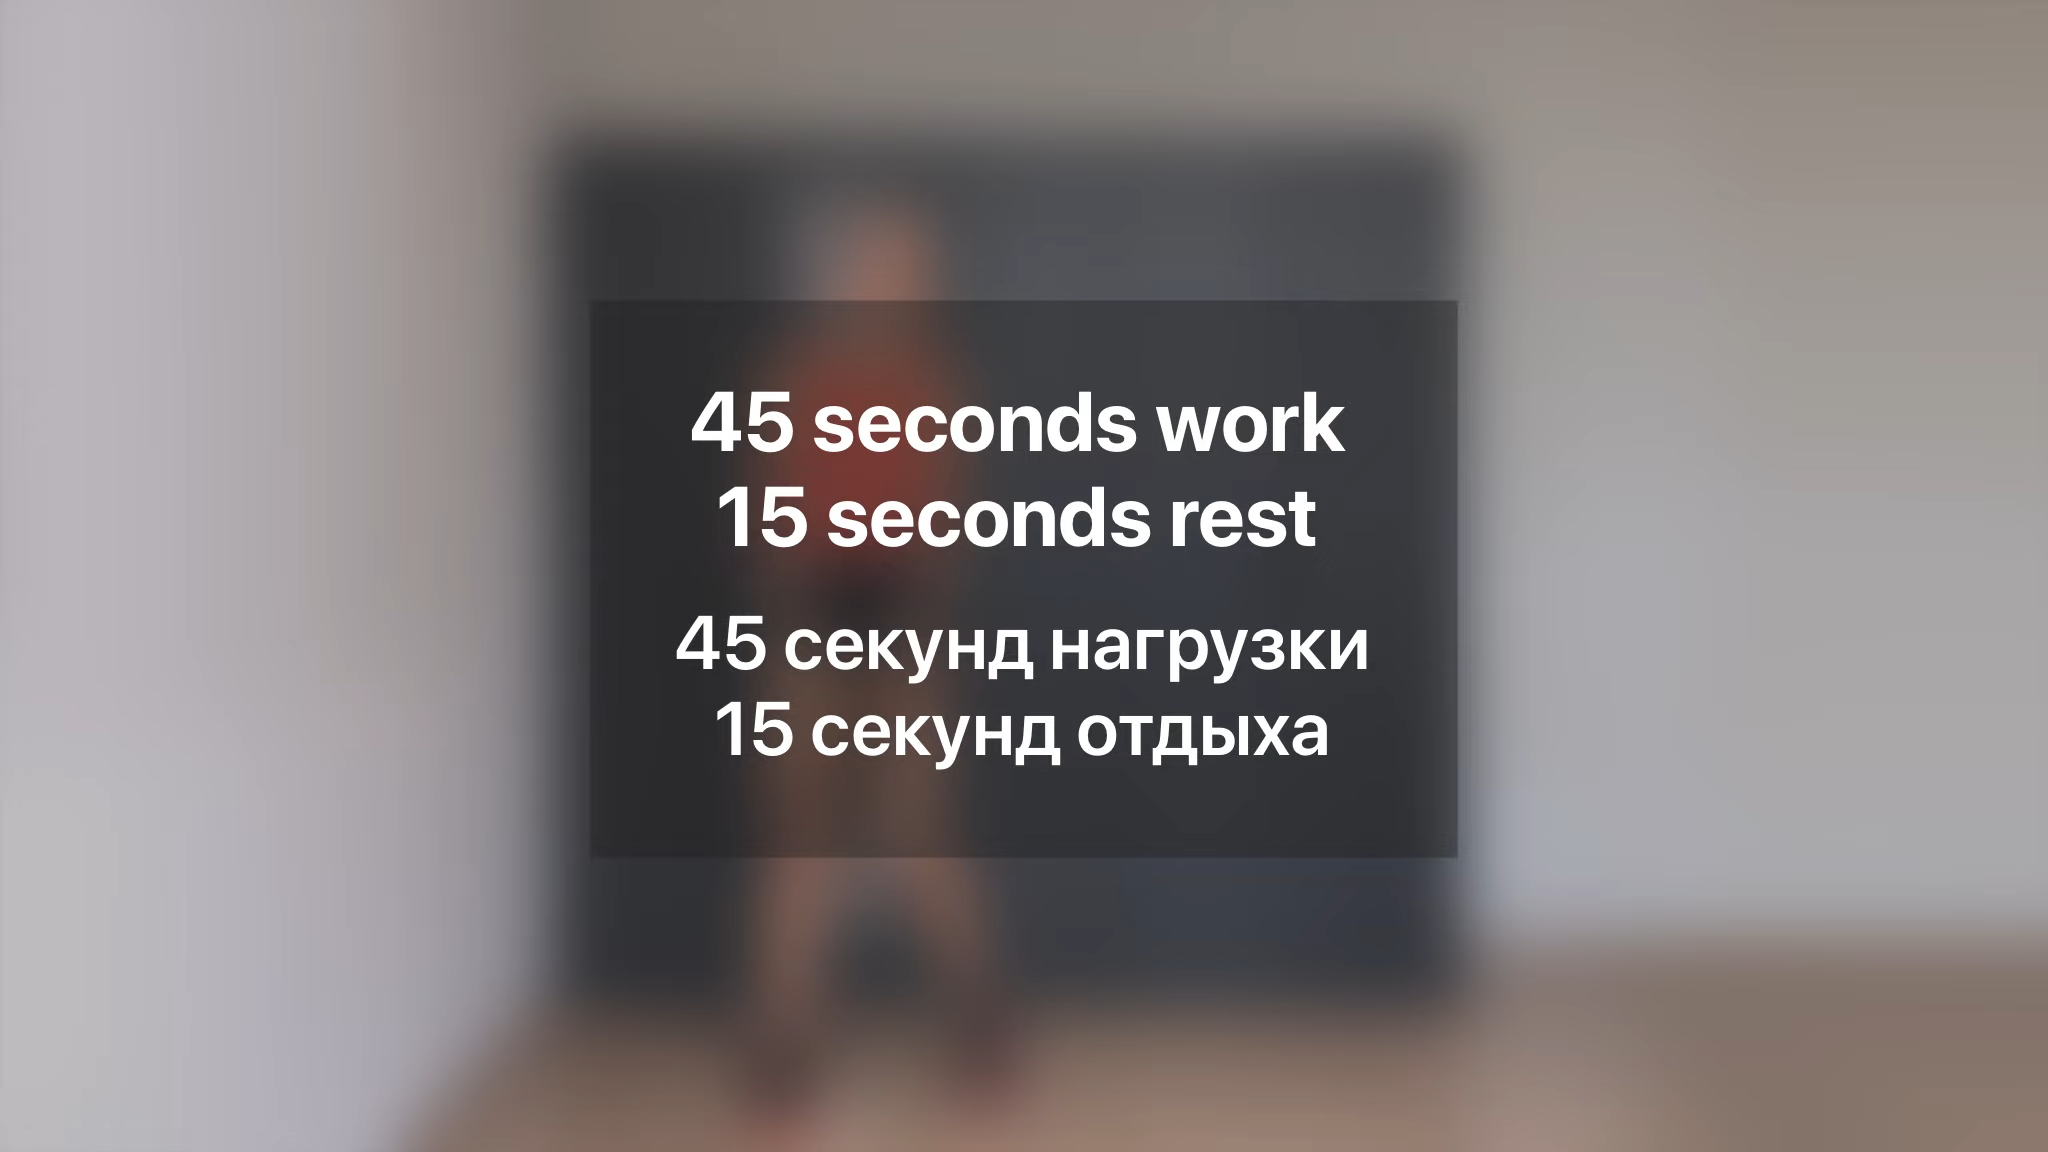 45 seconds work
15 seconds rest
45 секунд нагрузки
15 секунд отдыха